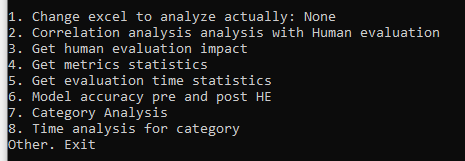 1. Change excel to analyze actually: None
2. Correlation analysis analysis with Human evaluation
3. Get human evaluation impact
4. Get metrics statistics
5. Get evaluation time statistics
6. Model accuracy pre and post HE
7. Category Analysis
8. Time analysis for category
Other. Exit